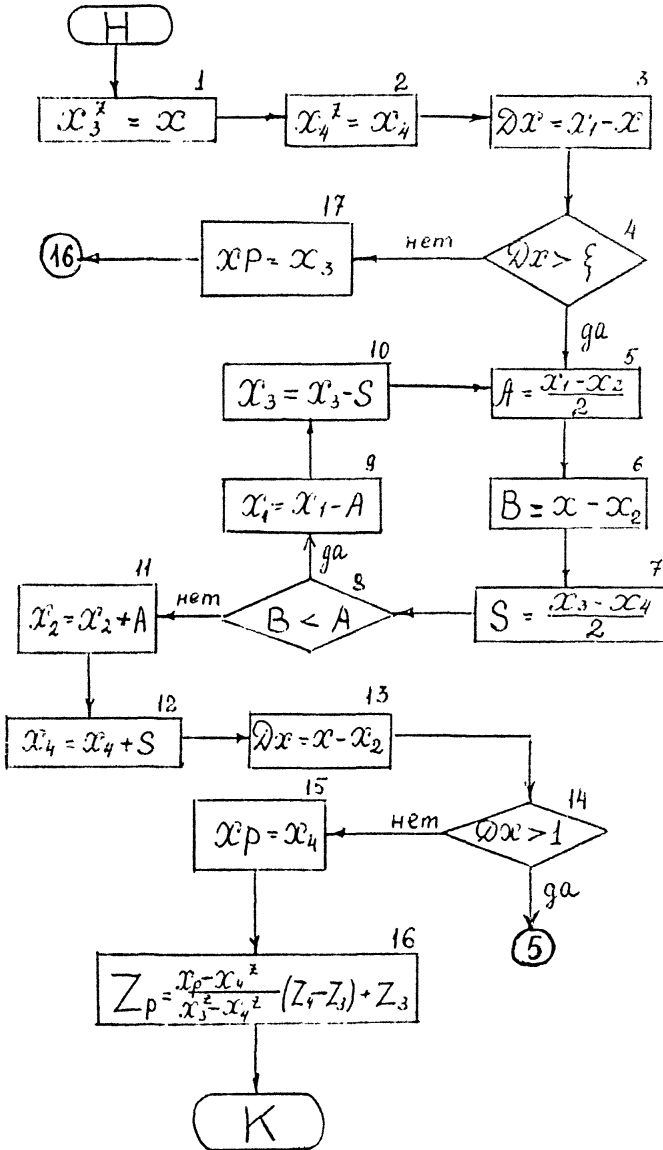 H
1
x₃ᶻ = x
2
x₄ᶻ = x₄
3
Dx = x₁ - x
4
Dx > ξ
нет
17
xP = x₃
16
да
5
A = (x₁ - x₂)/2
6
B = x - x₂
7
S = (x₃ - x₄)/2
8
B < A
да
9
x₁ = x₁ - A
10
x₃ = x₃ - S
нет
11
x₂ = x₂ + A
12
x₄ = x₄ + S
13
Dx = x - x₂
14
Dx > 1
да
5
нет
15
xp = x₄
16
Zp = (xp - x₄ᶻ)/(x₃ᶻ - x₄ᶻ) (Z₄ - Z₃) + Z₃
K